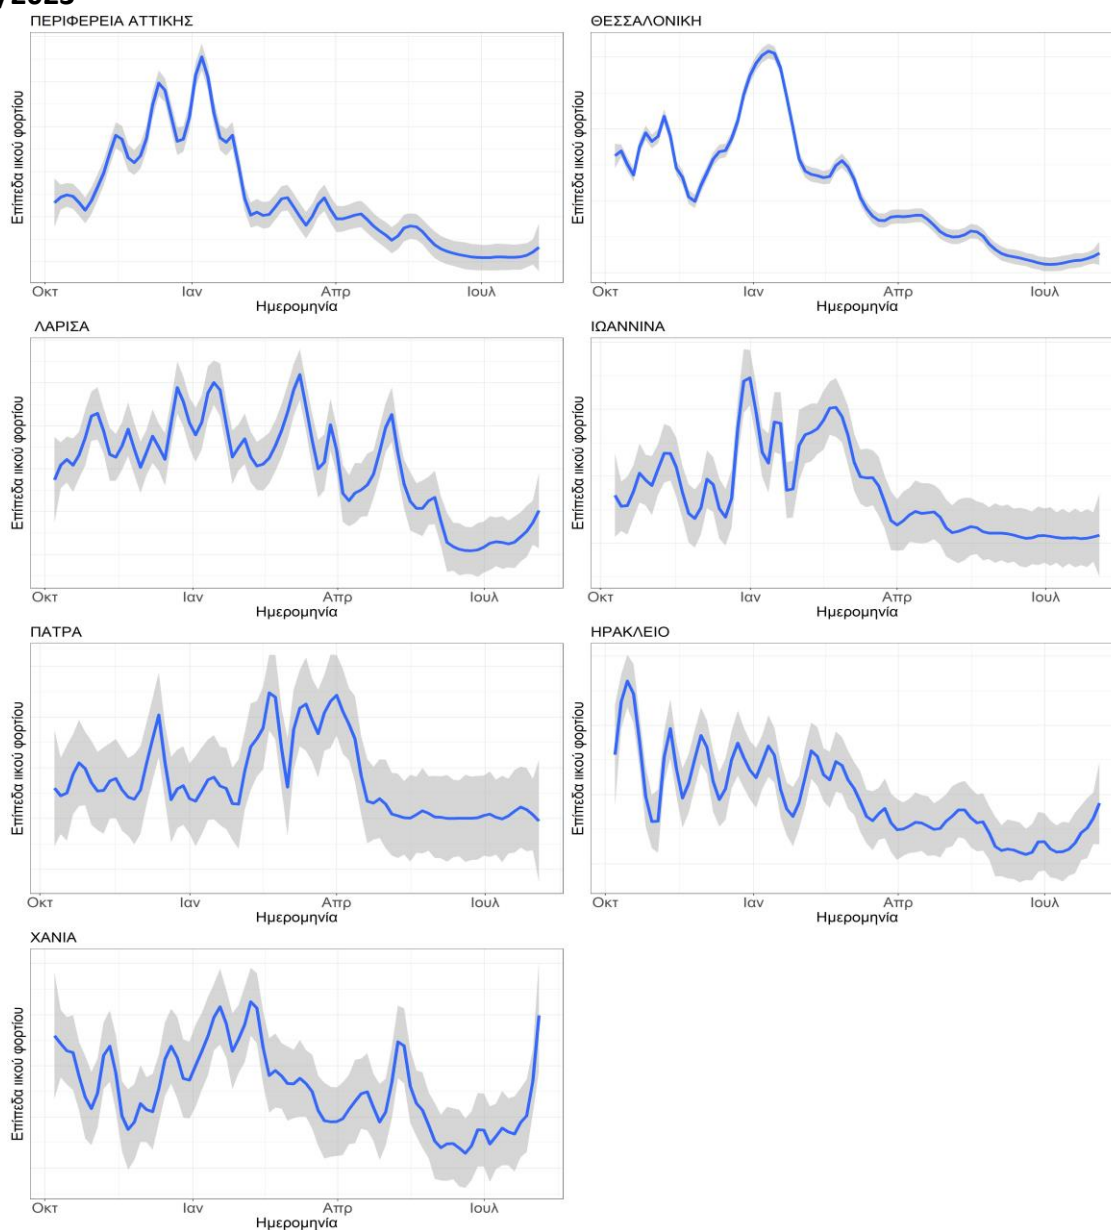 /2023
ΠΕΡΙΦΕΡΕΙΑ ΑΤΤΙΚΗΣ
Επίπεδα ιικού φορτίου
Οκτ Ιαν Απρ Ιουλ
Ημερομηνία
ΘΕΣΣΑΛΟΝΙΚΗ
Επίπεδα ιικού φορτίου
Οκτ Ιαν Απρ Ιουλ
Ημερομηνία
ΛΑΡΙΣΑ
Επίπεδα ιικού φορτίου
Οκτ Ιαν Απρ Ιουλ
Ημερομηνία
ΙΩΑΝΝΙΝΑ
Επίπεδα ιικού φορτίου
Οκτ Ιαν Απρ Ιουλ
Ημερομηνία
ΠΑΤΡΑ
Επίπεδα ιικού φορτίου
Οκτ Ιαν Απρ Ιουλ
Ημερομηνία
ΗΡΑΚΛΕΙΟ
Επίπεδα ιικού φορτίου
Οκτ Ιαν Απρ Ιουλ
Ημερομηνία
ΧΑΝΙΑ
Επίπεδα ιικού φορτίου
Οκτ Ιαν Απρ Ιουλ
Ημερομηνία